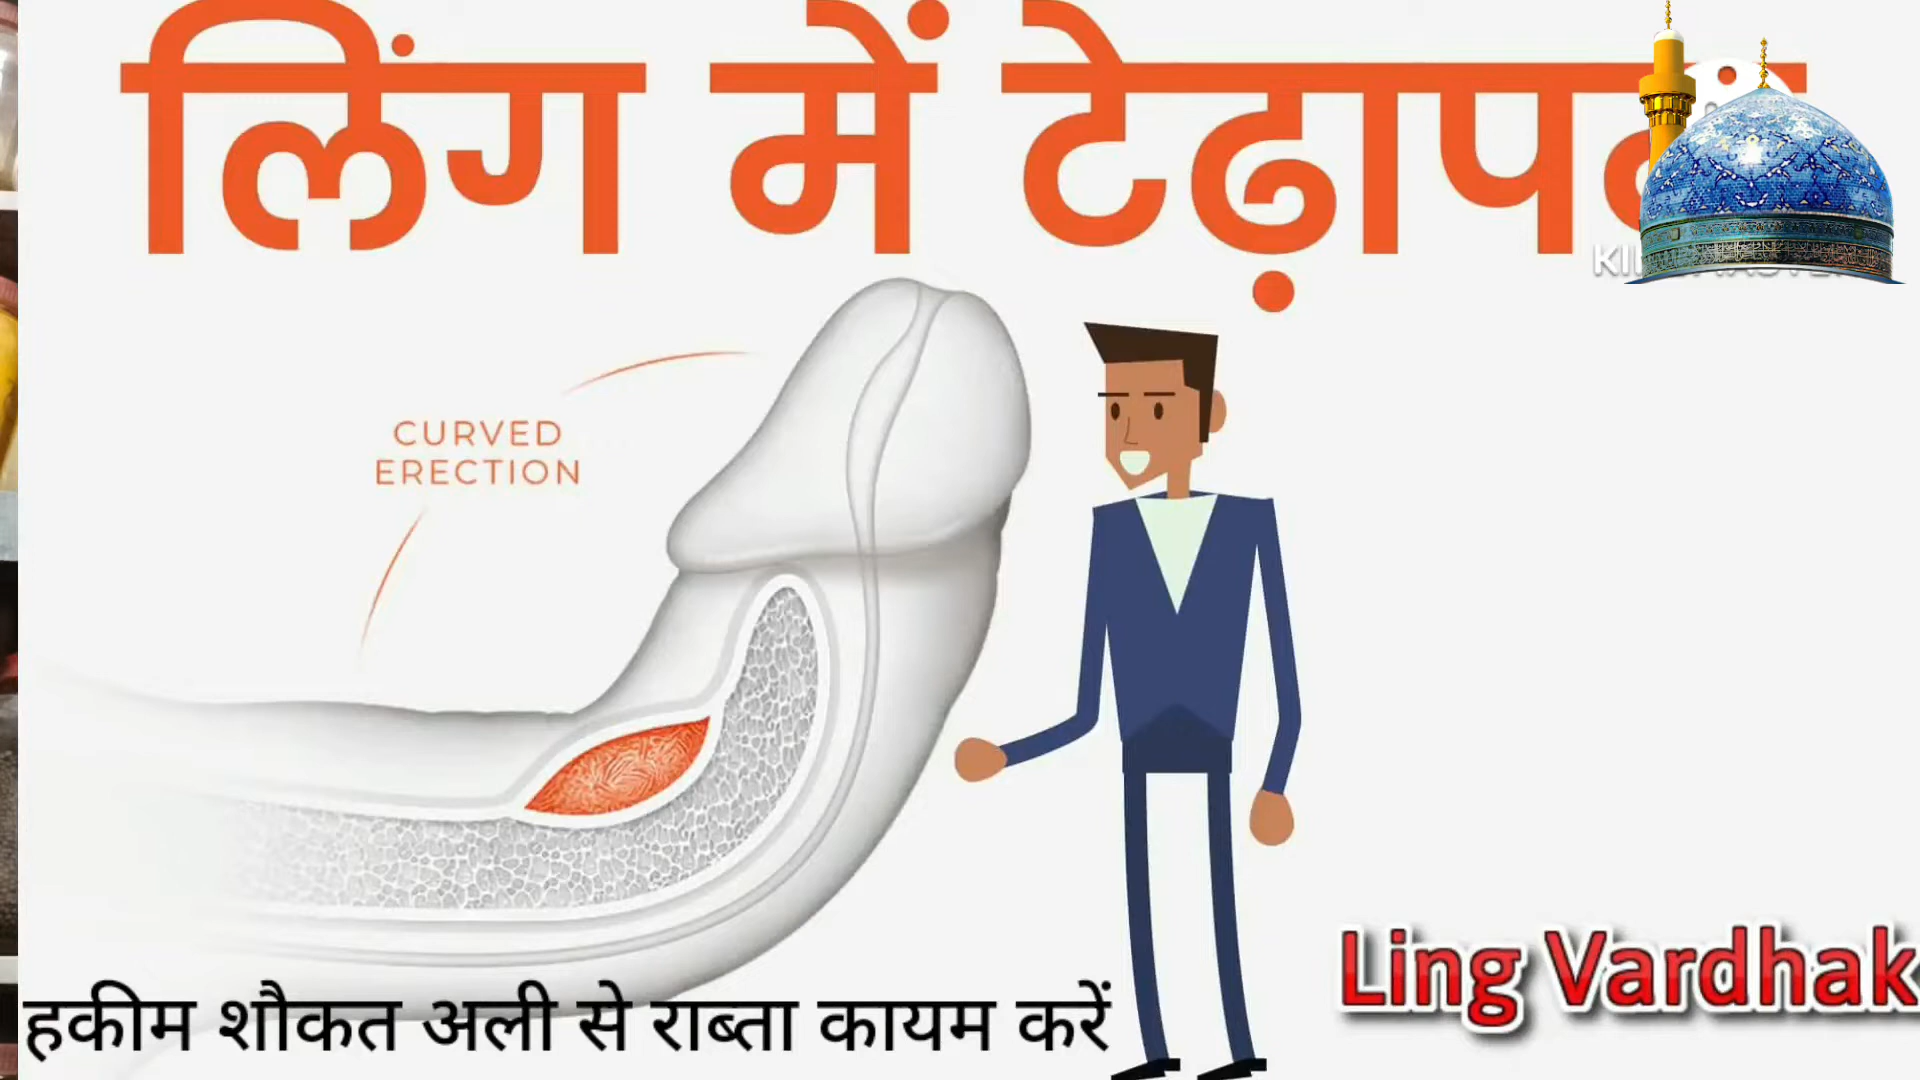 लिंग में टेढ़ापन
CURVED
ERECTION
Ling Vardhak
हकीम शौकत अली से राब्ता कायम करें